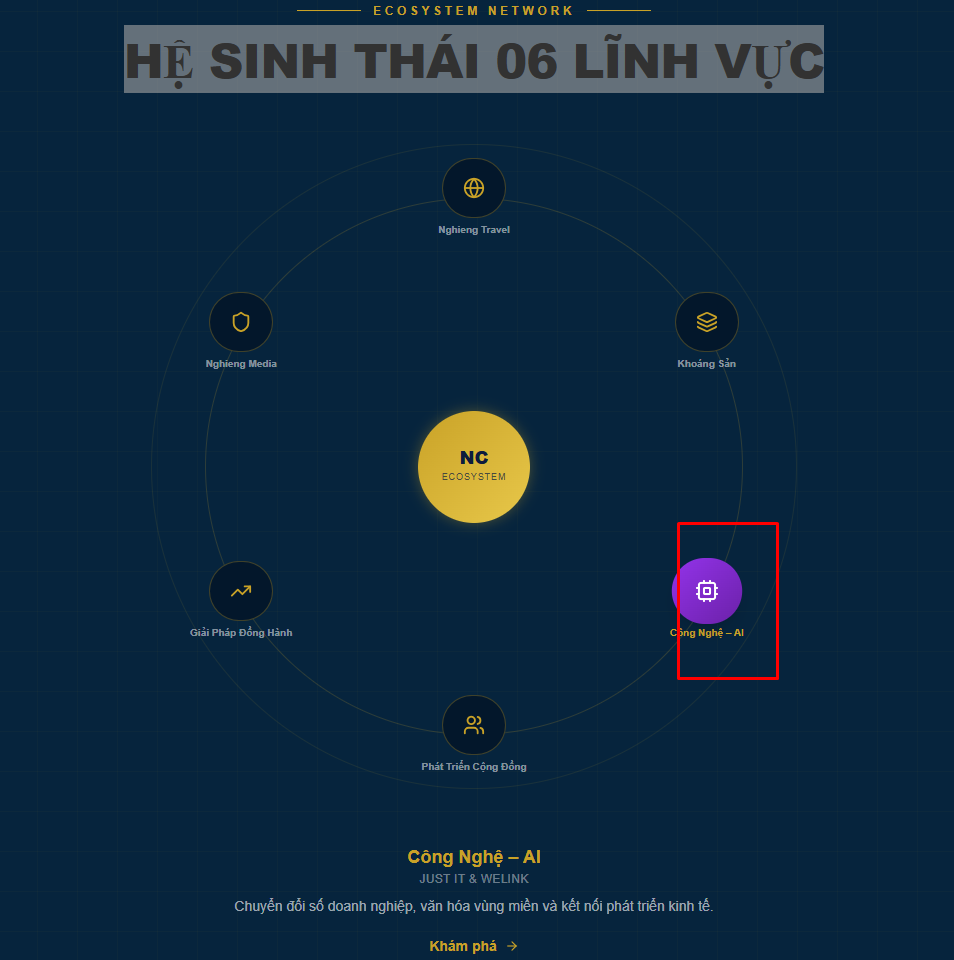 ECOSYSTEM NETWORK
HỆ SINH THÁI 06 LĨNH VỰC
Nghieng Travel
Nghieng Media
Khoáng Sản
NC
ECOSYSTEM
Giải Pháp Đồng Hành
Công Nghệ – AI
Phát Triển Cộng Đồng
Công Nghệ – AI
JUST IT & WELINK
Chuyển đổi số doanh nghiệp, văn hóa vùng miền và kết nối phát triển kinh tế.
Khám phá →